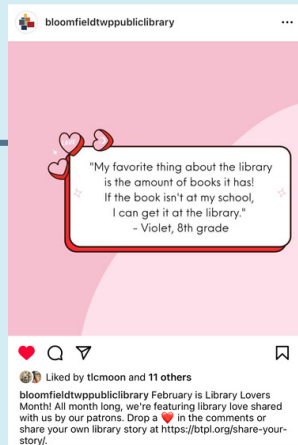 bloomfieldtwppubliclibrary
"My favorite thing about the library
is the amount of books it has!
If the book isn't at my school,
I can get it at the library."
- Violet, 8th grade
Liked by tlcmoon and 11 others
bloomfieldtwppubliclibrary February is Library Lovers
Month! All month long, we're featuring library love shared
with us by our patrons. Drop a ❤️ in the comments or
share your own library story at https://btpl.org/share-your-
story/.